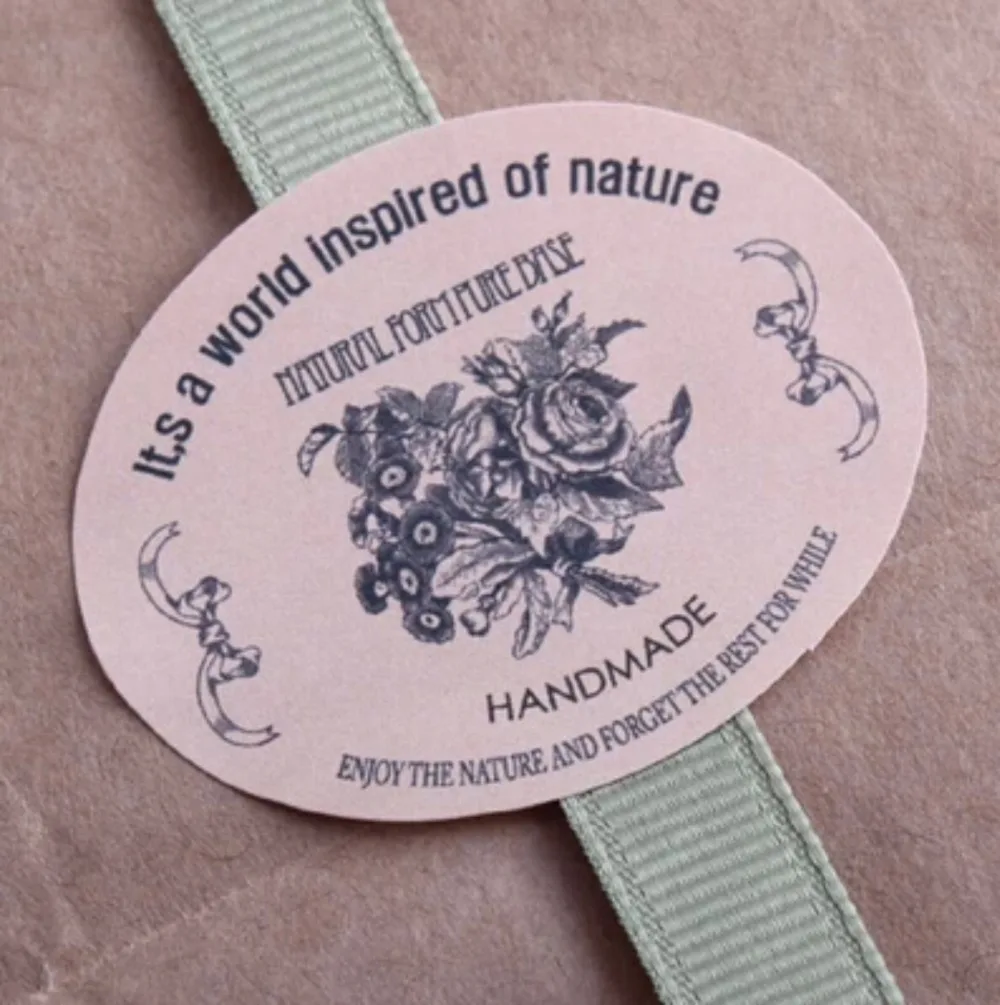 It,s a world inspired of nature
NATURAL FORM PURE BASE
HANDMADE
ENJOY THE NATURE AND FORGET THE REST FOR WHILE